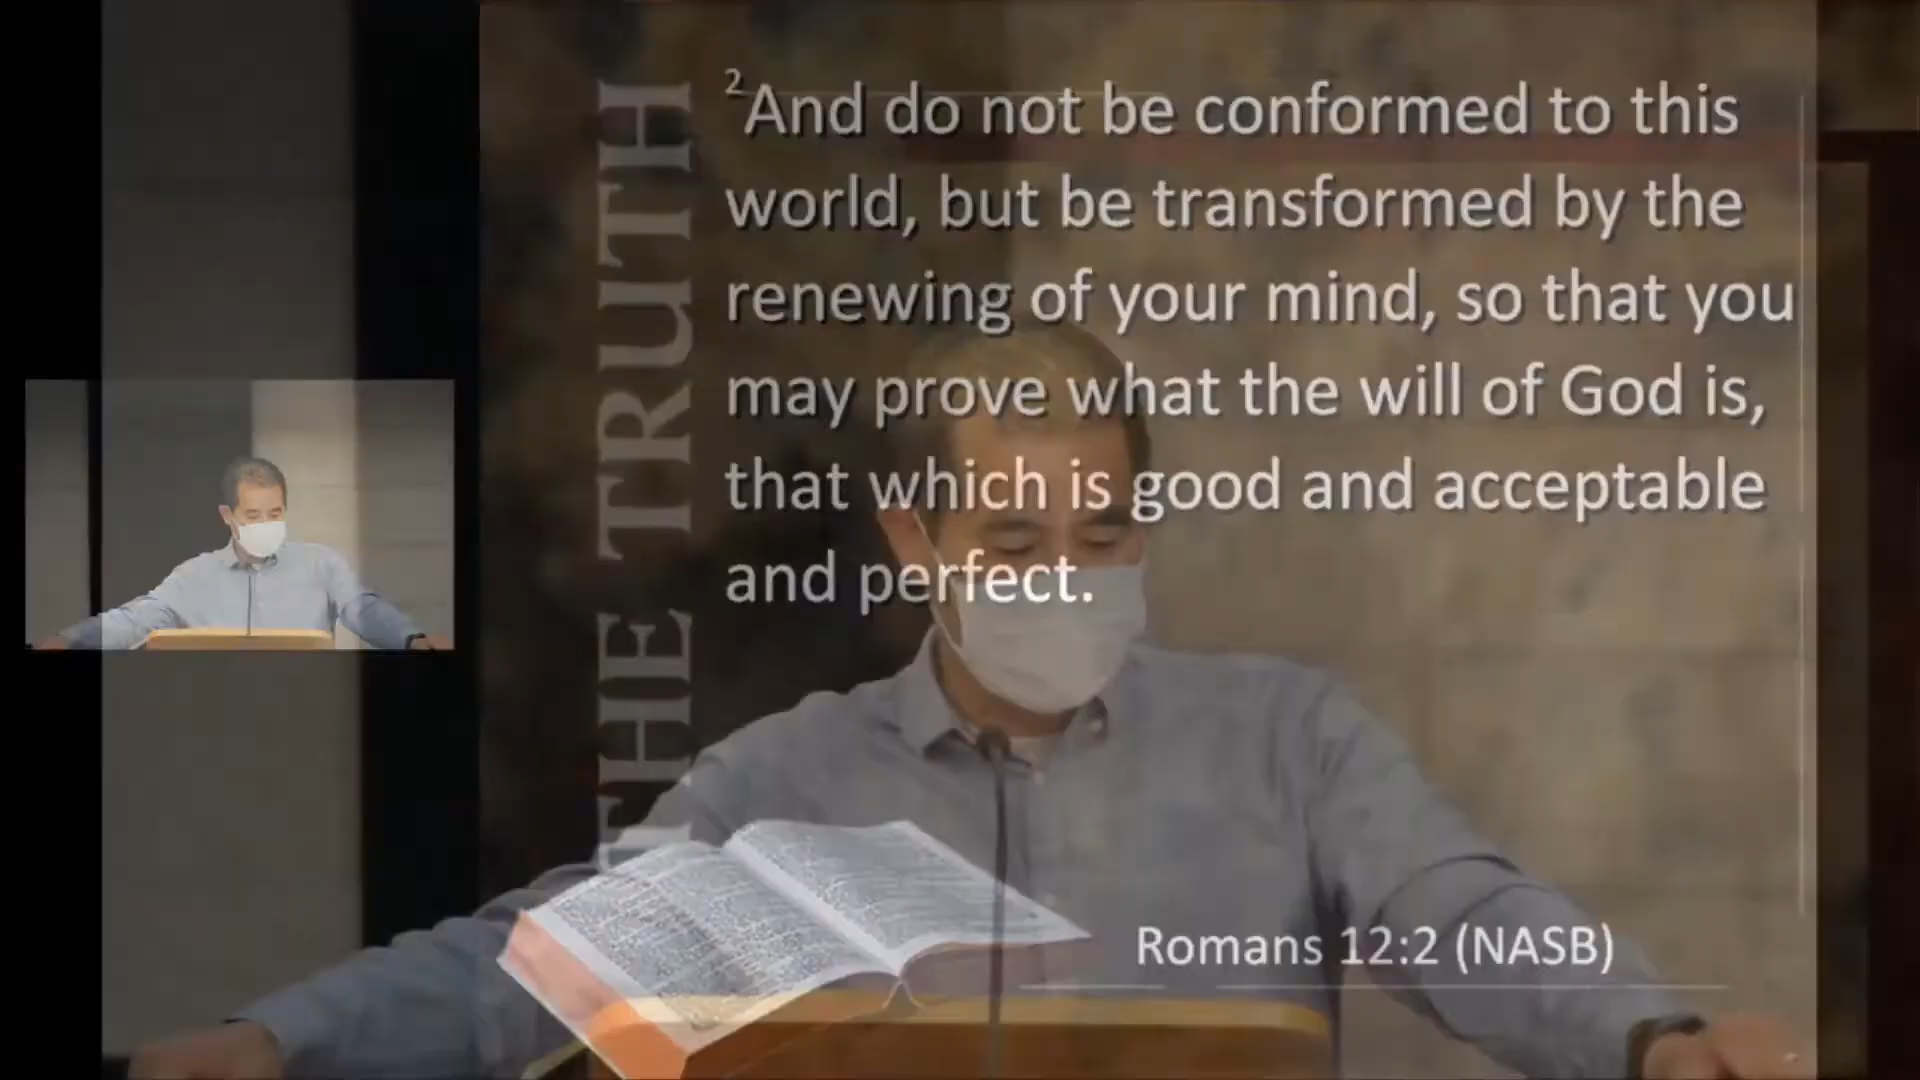 THE TRUTH
²And do not be conformed to this
world, but be transformed by the
renewing of your mind, so that you
may prove what the will of God is,
that which is good and acceptable
and perfect.
Romans 12:2 (NASB)